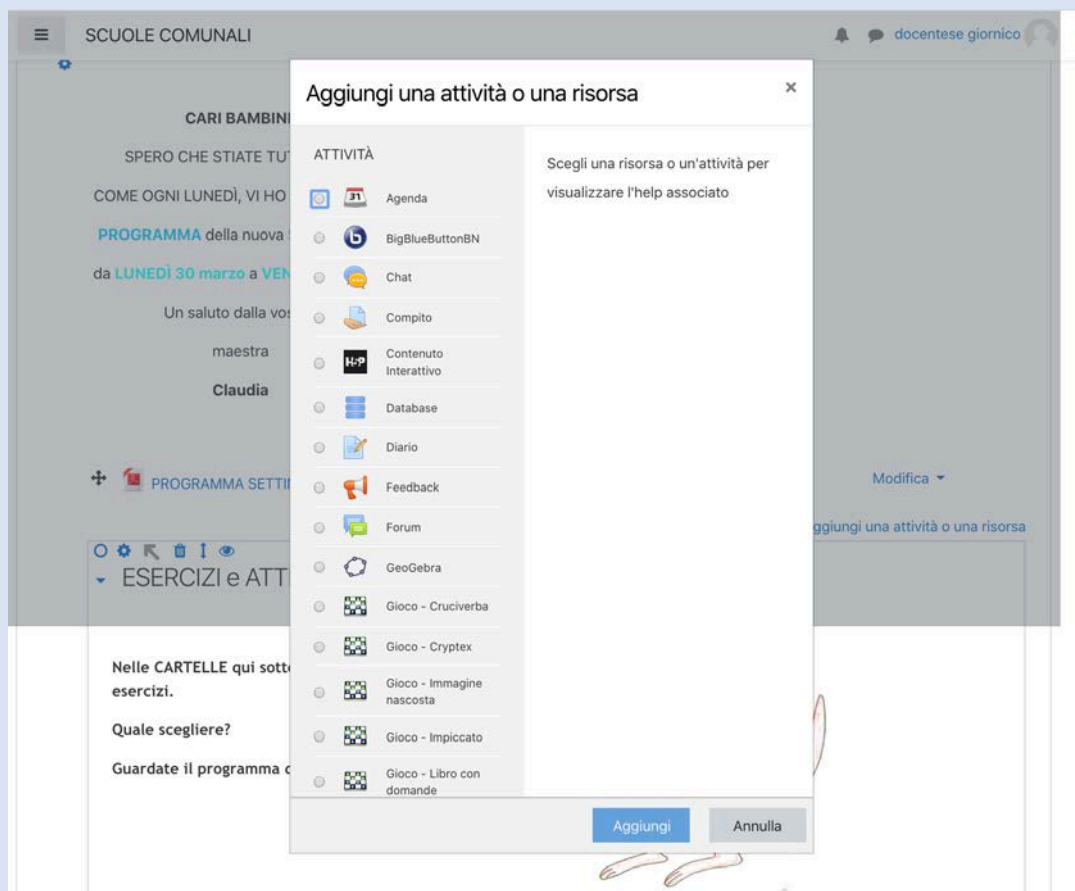 SCUOLE COMUNALI
docentese giornico
CARI BAMBINI
SPERO CHE STIATE TU
COME OGNI LUNEDÌ, VI HO
PROGRAMMA della nuova
da LUNEDÌ 30 marzo a VEN
Un saluto dalla vos
maestra
Claudia
PROGRAMMA SETTI
Modifica
ggiungi una attività o una risorsa
ESERCIZI e ATT
Nelle CARTELLE qui sotto
esercizi.
Quale scegliere?
Guardate il programma
Aggiungi una attività o una risorsa
×
ATTIVITÀ
31 Agenda
b BigBlueButtonBN
Chat
Compito
H-P Contenuto
Interattivo
Database
Diario
Feedback
Forum
GeoGebra
Gioco - Cruciverba
Gioco - Cryptex
Gioco - Immagine
nascosta
Gioco - Impiccato
Gioco - Libro con
domande
Scegli una risorsa o un'attività per
visualizzare l'help associato
Aggiungi
Annulla